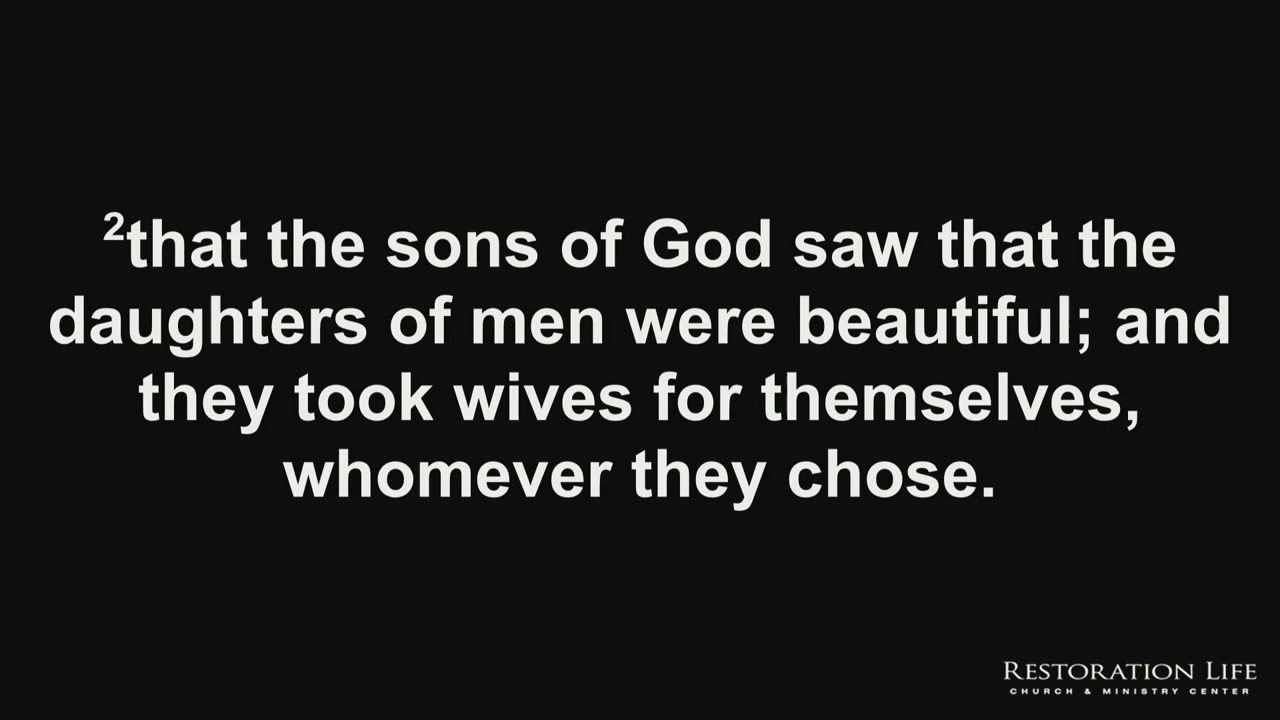 ²that the sons of God saw that the
daughters of men were beautiful; and
they took wives for themselves,
whomever they chose.
RESTORATION LIFE
CHURCH & MINISTRY CENTER